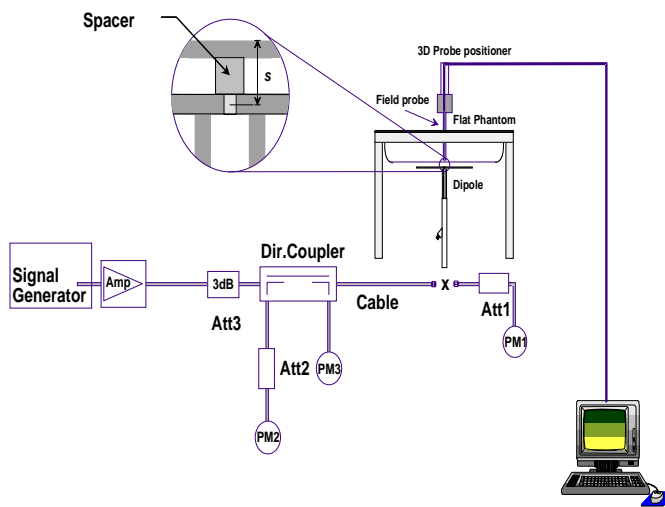 Spacer
s
3D Probe positioner
Field probe
Flat Phantom
Dipole
Dir.Coupler
Signal
Generator
Amp
3dB
Cable
X
Att1
Att3
PM1
Att2
PM3
PM2